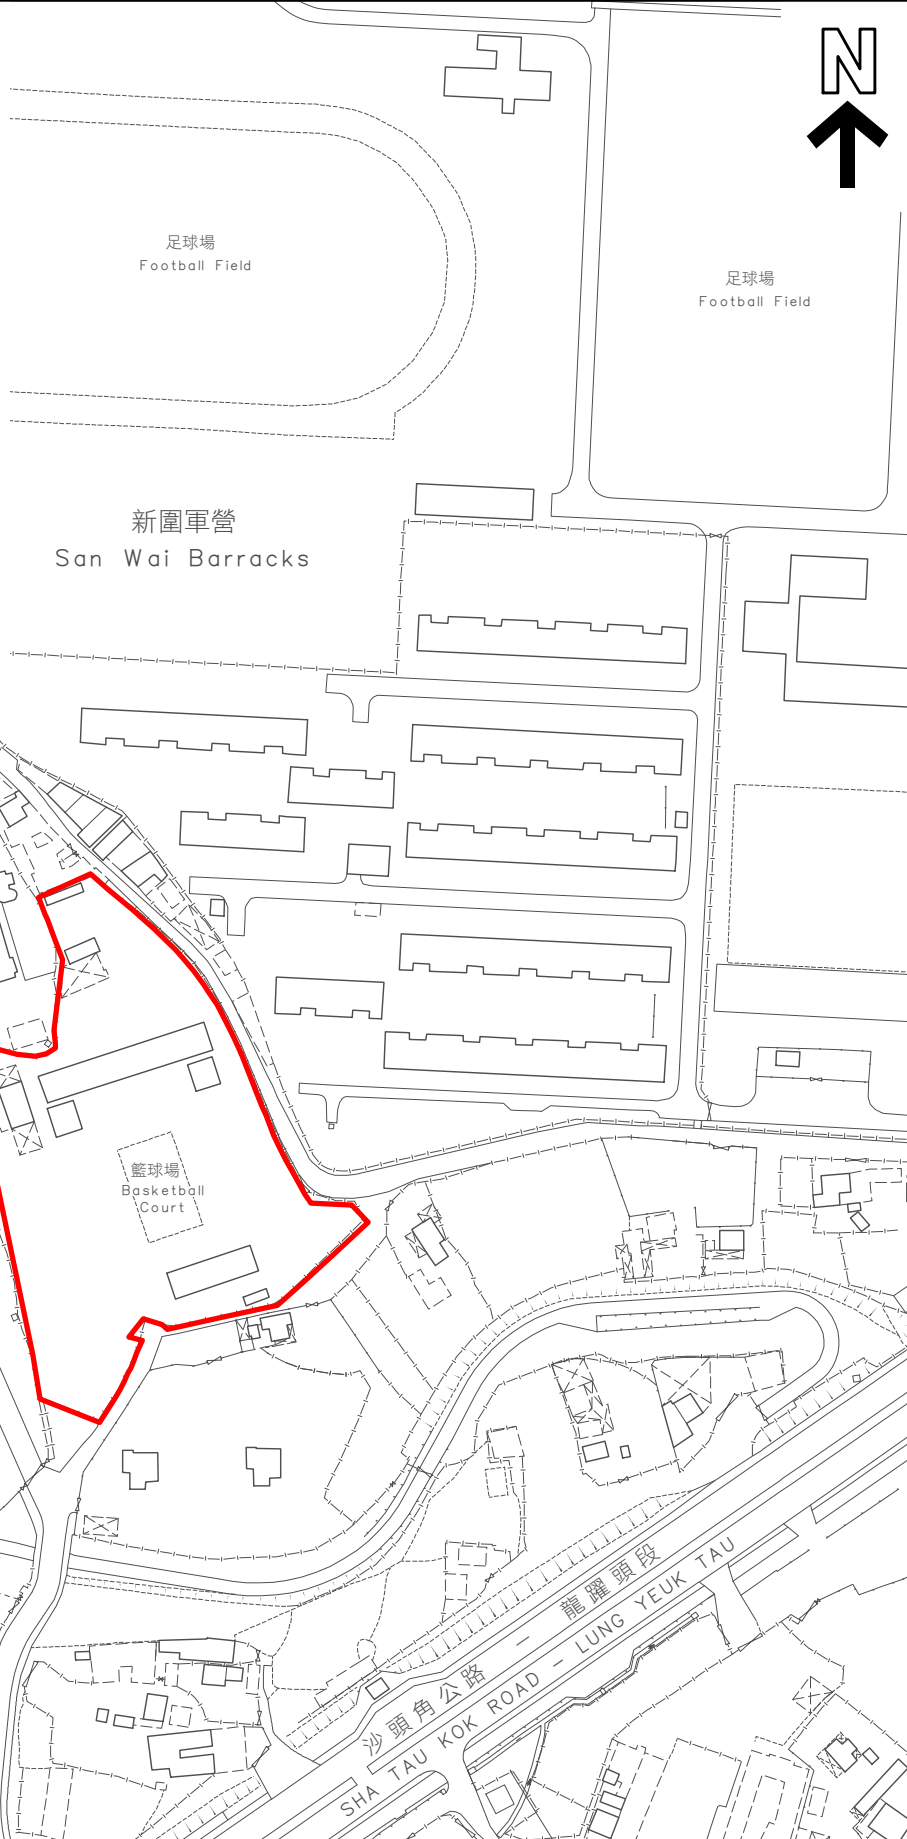 N
足球場
Football Field
足球場
Football Field
新圍軍營
San Wai Barracks
籃球場
Basketball
Court
沙頭角公路 － 龍躍頭段
SHA TAU KOK ROAD – LUNG YEUK TAU